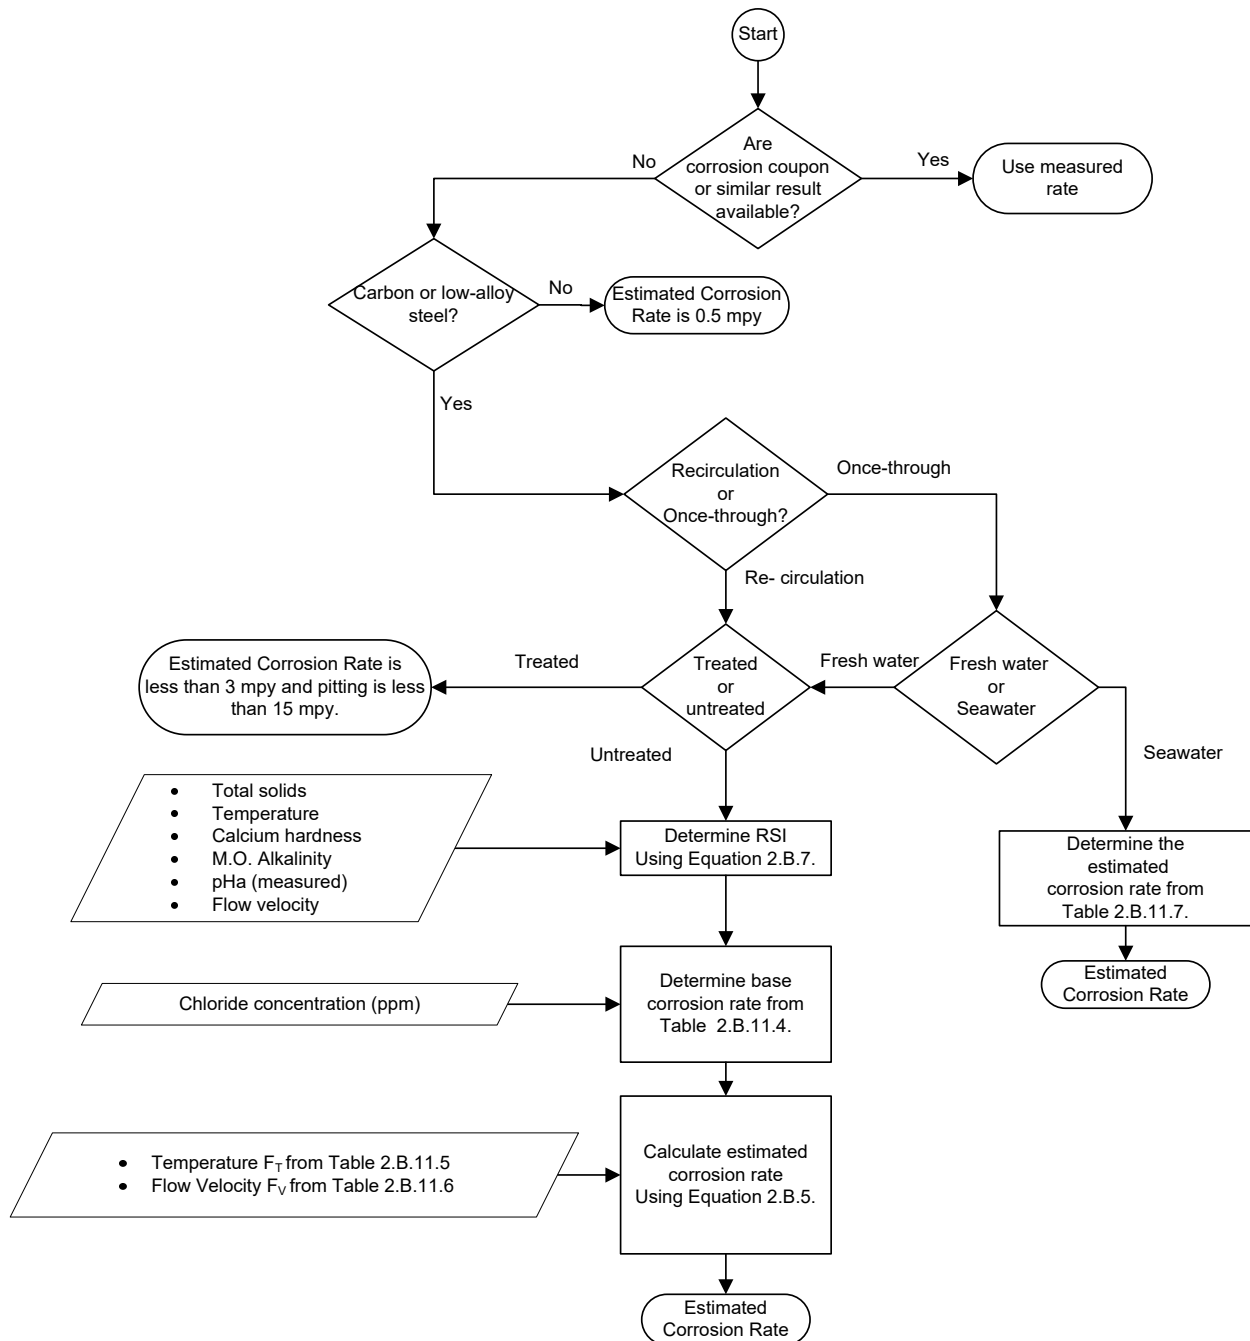 Start
Are
corrosion coupon
or similar result
available?
No
Yes
Use measured
rate
Carbon or low-alloy
steel?
No
Estimated Corrosion
Rate is 0.5 mpy
Yes
Recirculation
or
Once-through?
Once-through
Re- circulation
Estimated Corrosion Rate is
less than 3 mpy and pitting is less
than 15 mpy.
Treated
Treated
or
untreated
Fresh water
Fresh water
or
Seawater
Untreated
Seawater
• Total solids
• Temperature
• Calcium hardness
• M.O. Alkalinity
• pHa (measured)
• Flow velocity
Determine RSI
Using Equation 2.B.7.
Determine the
estimated
corrosion rate from
Table 2.B.11.7.
Estimated
Corrosion Rate
Chloride concentration (ppm)
Determine base
corrosion rate from
Table 2.B.11.4.
• Temperature FT from Table 2.B.11.5
• Flow Velocity FV from Table 2.B.11.6
Calculate estimated
corrosion rate
Using Equation 2.B.5.
Estimated
Corrosion Rate